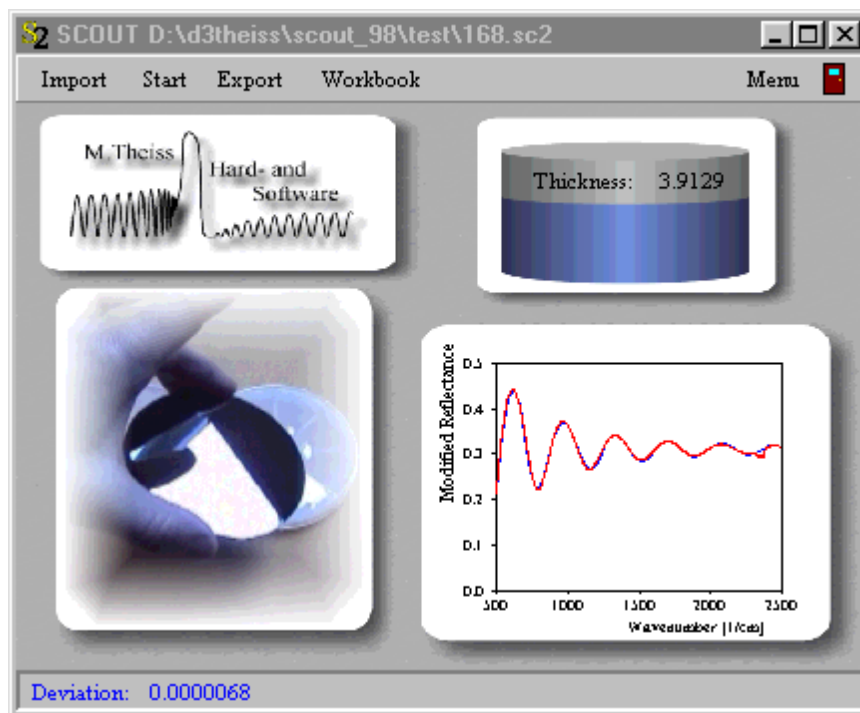 SCOUT D:\d3theiss\scout_98\test\168.sc2
Import Start Export Workbook Menu
M.Theiss
Hard- and
Software
Thickness: 3.9129
Modified Reflectance
0.5
0.4
0.3
0.2
0.1
0.0
500 1000 1500 2000 2500
Wavenumber [1/cm]
Deviation: 0.0000068